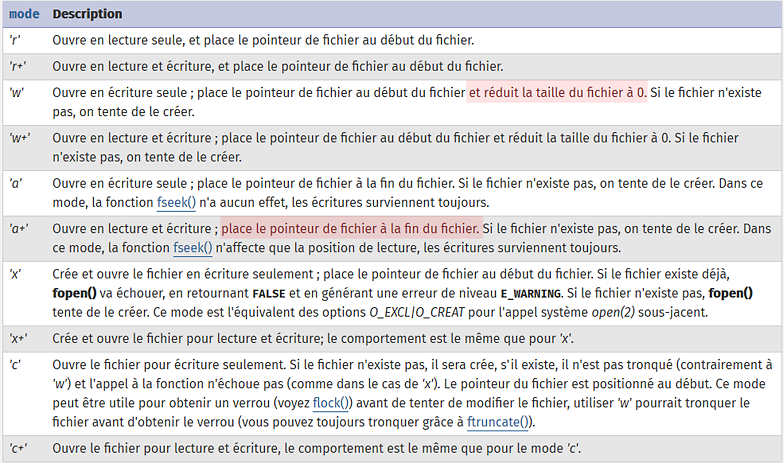 mode Description
'r' Ouvre en lecture seule, et place le pointeur de fichier au début du fichier.
'r+' Ouvre en lecture et écriture, et place le pointeur de fichier au début du fichier.
'w' Ouvre en écriture seule ; place le pointeur de fichier au début du fichier et réduit la taille du fichier à 0. Si le fichier n'existe
pas, on tente de le créer.
'w+' Ouvre en lecture et écriture ; place le pointeur de fichier au début du fichier et réduit la taille du fichier à 0. Si le fichier
n'existe pas, on tente de le créer.
'a' Ouvre en écriture seule ; place le pointeur de fichier à la fin du fichier. Si le fichier n'existe pas, on tente de le créer. Dans ce
mode, la fonction fseek() n'a aucun effet, les écritures surviennent toujours.
'a+' Ouvre en lecture et écriture ; place le pointeur de fichier à la fin du fichier. Si le fichier n'existe pas, on tente de le créer. Dans
ce mode, la fonction fseek() n'affecte que la position de lecture, les écritures surviennent toujours.
'x' Crée et ouvre le fichier en écriture seulement ; place le pointeur de fichier au début du fichier. Si le fichier existe déjà,
fopen() va échouer, en retournant FALSE et en générant une erreur de niveau E_WARNING. Si le fichier n'existe pas, fopen()
tente de le créer. Ce mode est l'équivalent des options O_EXCL|O_CREAT pour l'appel système open(2) sous-jacent.
'x+' Crée et ouvre le fichier pour lecture et écriture; le comportement est le même que pour 'x'.
'c' Ouvre le fichier pour écriture seulement. Si le fichier n'existe pas, il sera crée, s'il existe, il n'est pas tronqué (contrairement à
'w') et l'appel à la fonction n'échoue pas (comme dans le cas de 'x'). Le pointeur du fichier est positionné au début. Ce mode
peut être utile pour obtenir un verrou (voyez flock()) avant de tenter de modifier le fichier, utiliser 'w' pourrait tronquer le
fichier avant d'obtenir le verrou (vous pouvez toujours tronquer grâce à ftruncate()).
'c+' Ouvre le fichier pour lecture et écriture, le comportement est le même que pour le mode 'c'.